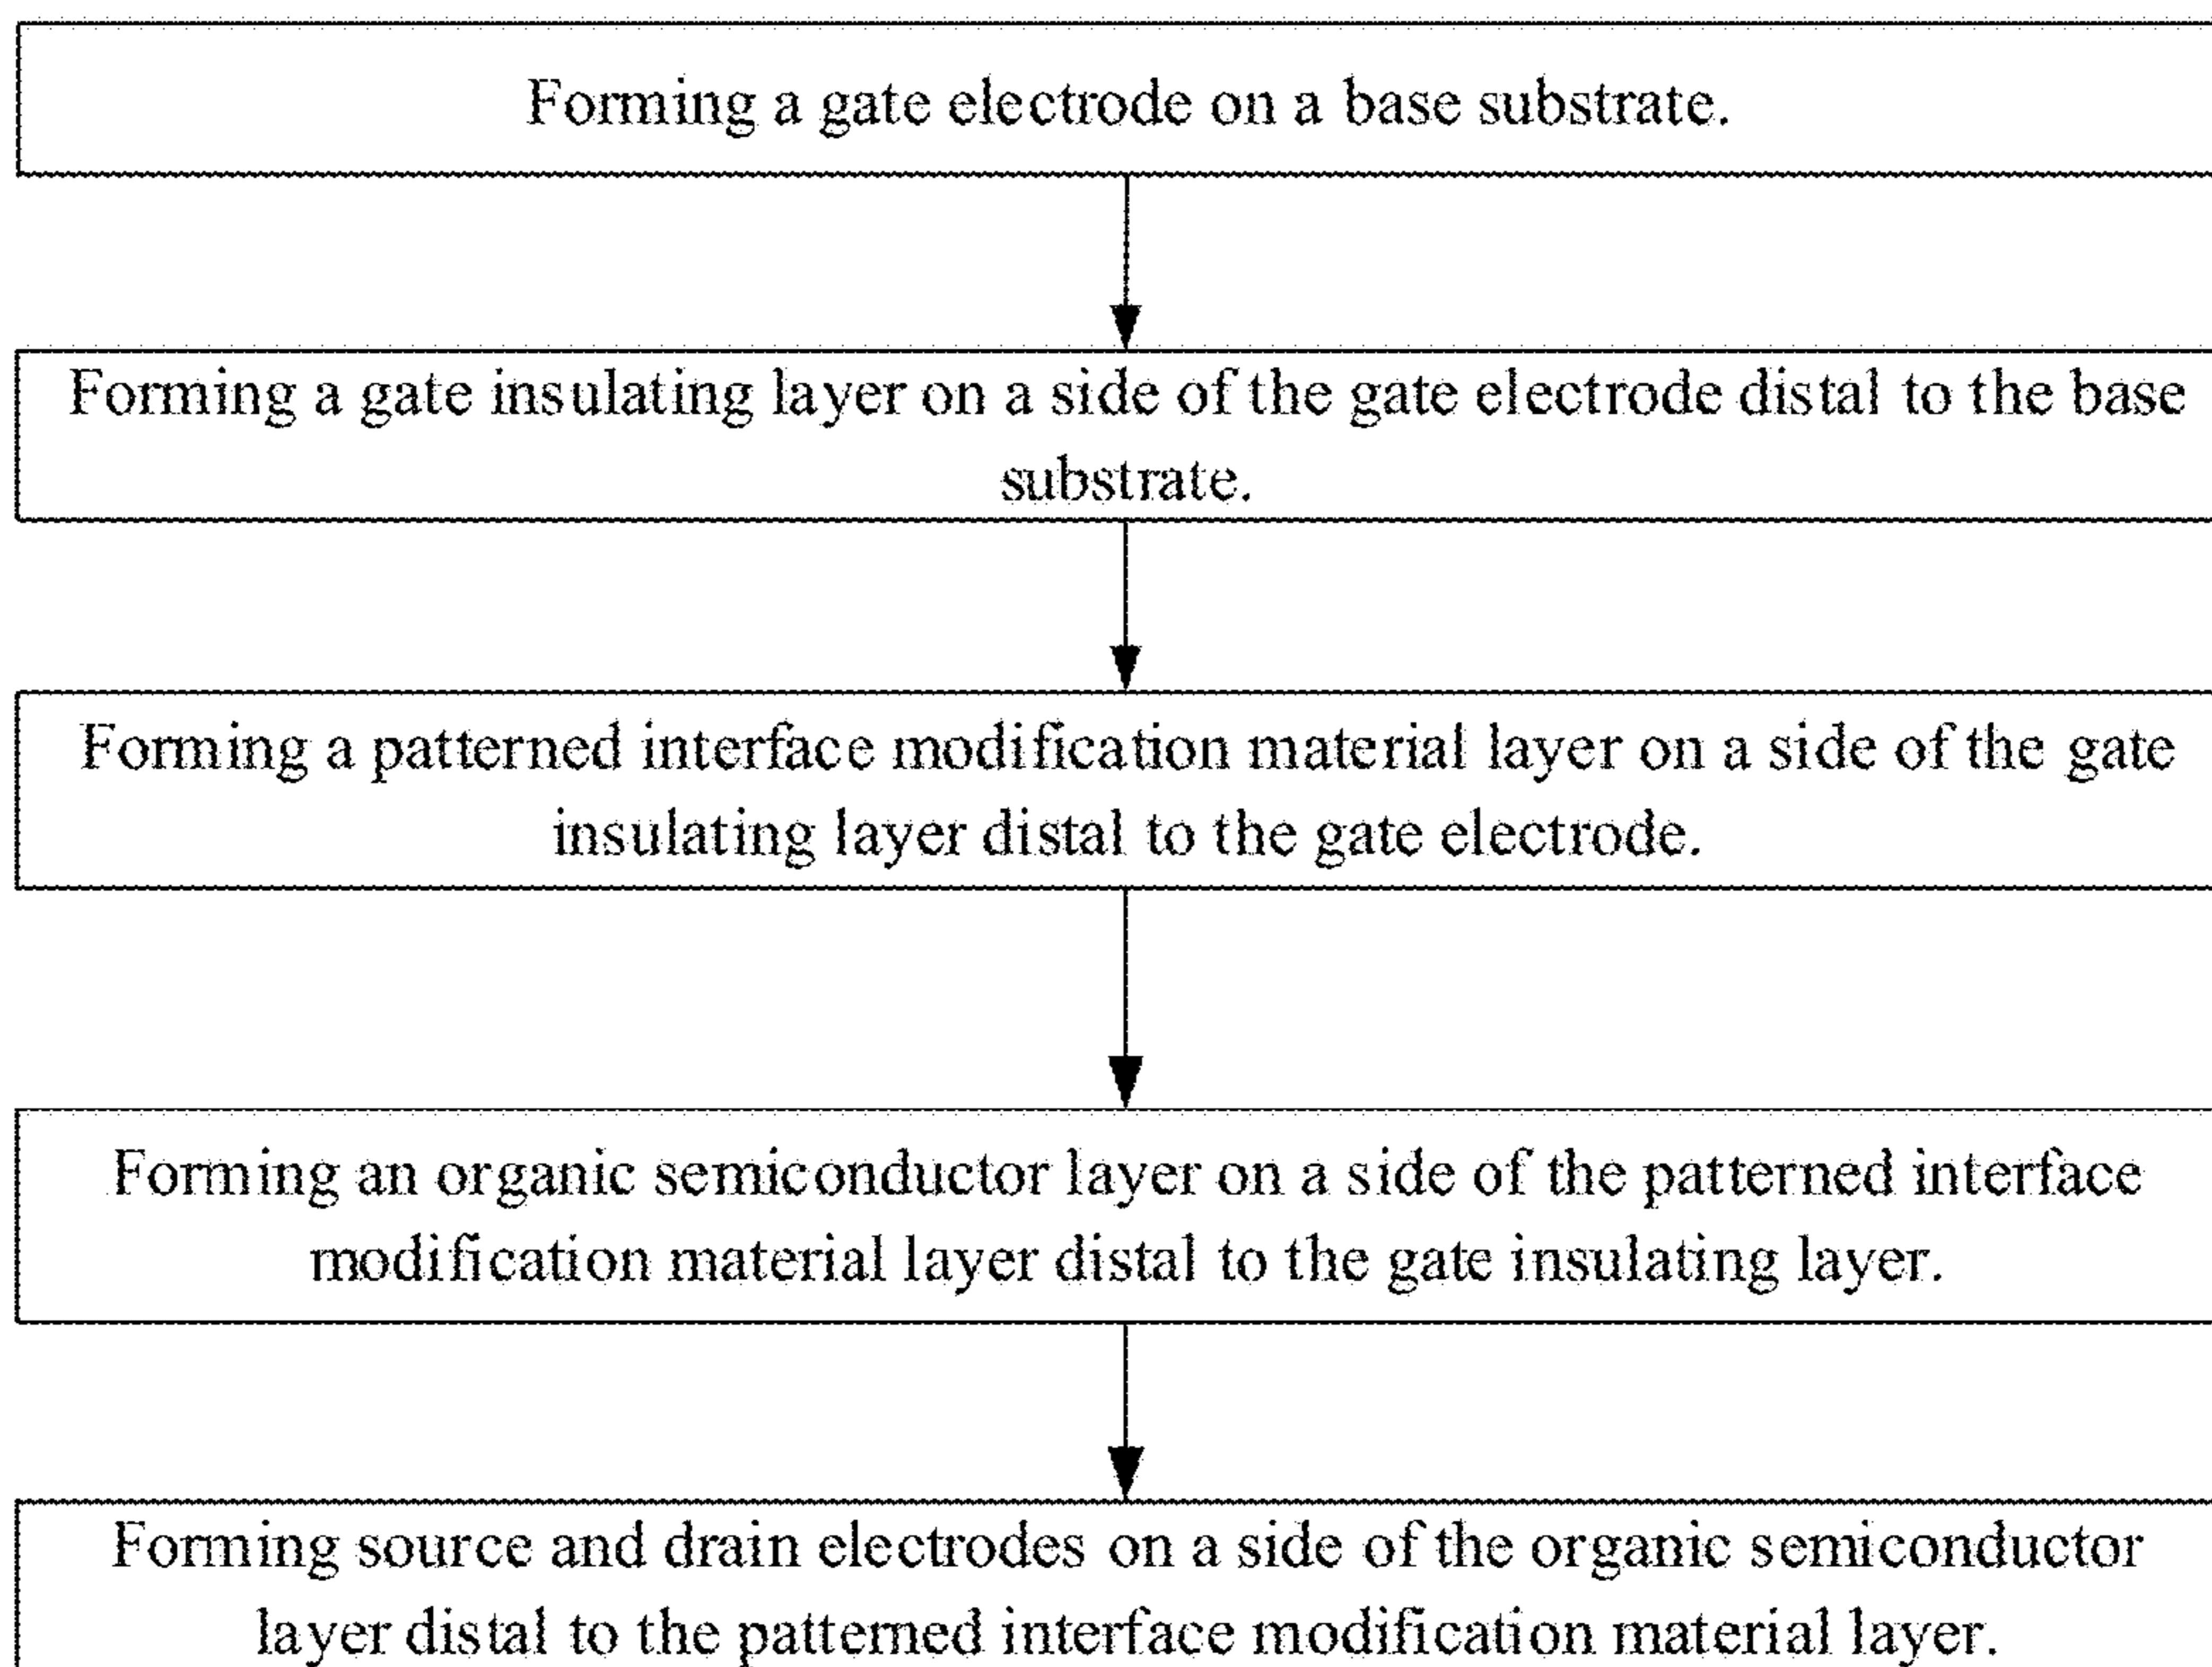 Forming a gate electrode on a base substrate.
Forming a gate insulating layer on a side of the gate electrode distal to the base
substrate.
Forming a patterned interface modification material layer on a side of the gate
insulating layer distal to the gate electrode.
Forming an organic semiconductor layer on a side of the patterned interface
modification material layer distal to the gate insulating layer.
Forming source and drain electrodes on a side of the organic semiconductor
layer distal to the patterned interface modification material layer.